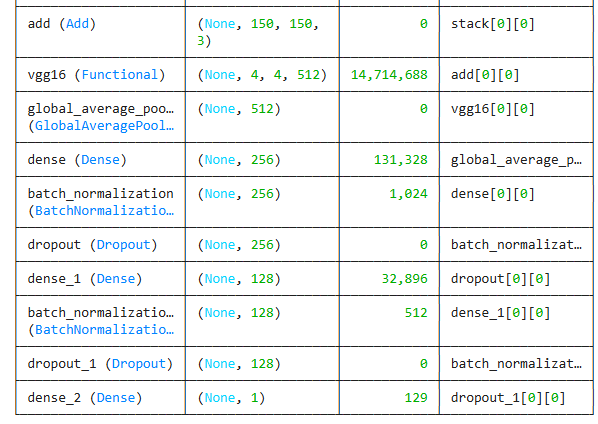 add (Add) (None, 150, 150, 0 stack[0][0]
3)
vgg16 (Functional) (None, 4, 4, 512) 14,714,688 add[0][0]
global_average_poo… (None, 512) 0 vgg16[0][0]
(GlobalAveragePool…
dense (Dense) (None, 256) 131,328 global_average_p…
batch_normalization (None, 256) 1,024 dense[0][0]
(BatchNormalizatio…
dropout (Dropout) (None, 256) 0 batch_normalizat…
dense_1 (Dense) (None, 128) 32,896 dropout[0][0]
batch_normalizatio… (None, 128) 512 dense_1[0][0]
(BatchNormalizatio…
dropout_1 (Dropout) (None, 128) 0 batch_normalizat…
dense_2 (Dense) (None, 1) 129 dropout_1[0][0]